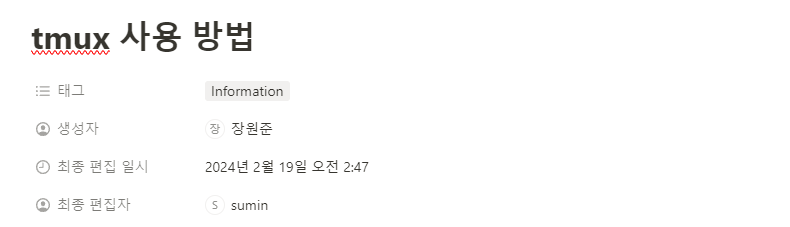 tmux 사용 방법
태그 Information
생성자 장 장원준
최종 편집 일시 2024년 2월 19일 오전 2:47
최종 편집자 S sumin